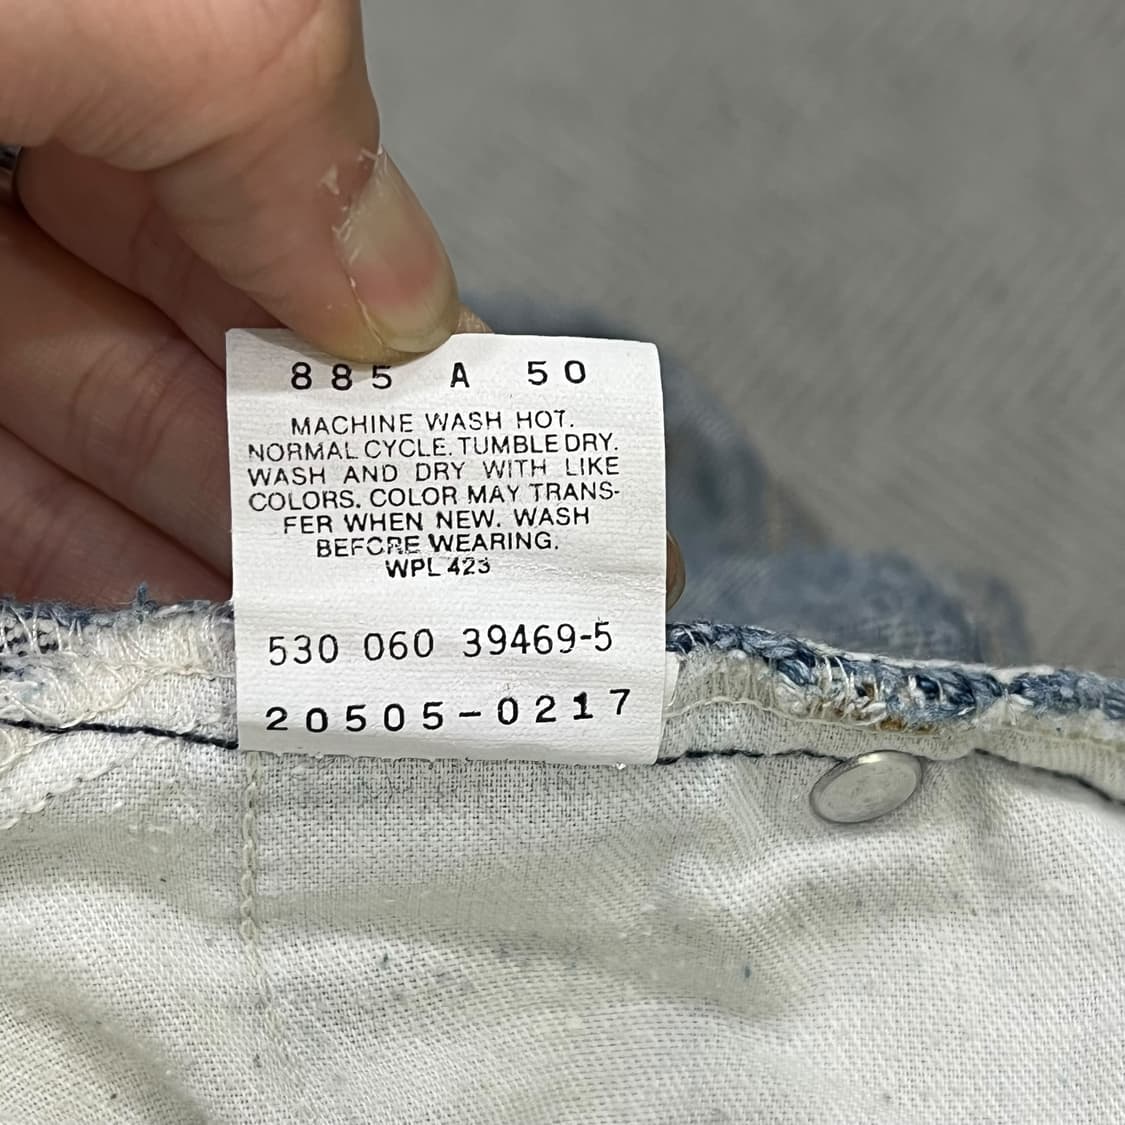 885 A 50
MACHINE WASH HOT.
NORMAL CYCLE. TUMBLE DRY.
WASH AND DRY WITH LIKE
COLORS. COLOR MAY TRANS-
FER WHEN NEW. WASH
BEFORE WEARING.
WPL 423
530 060 39469-5
20505-0217